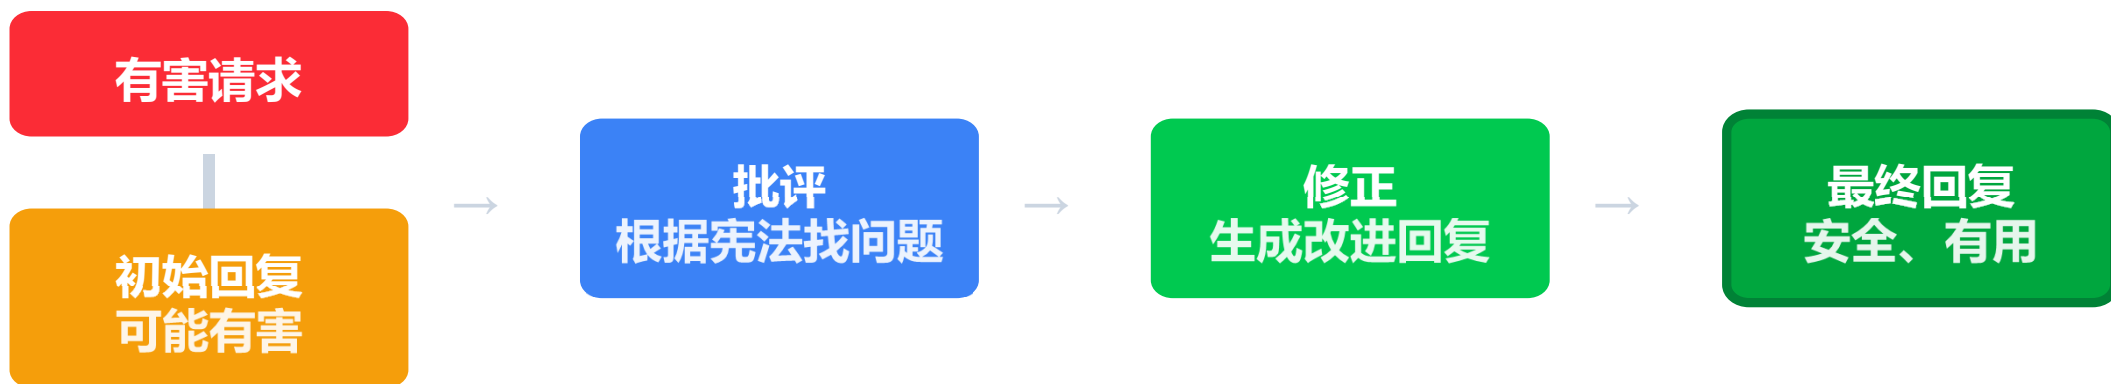 有害请求
初始回复
可能有害
→
批评
根据宪法找问题
→
修正
生成改进回复
→
最终回复
安全、有用